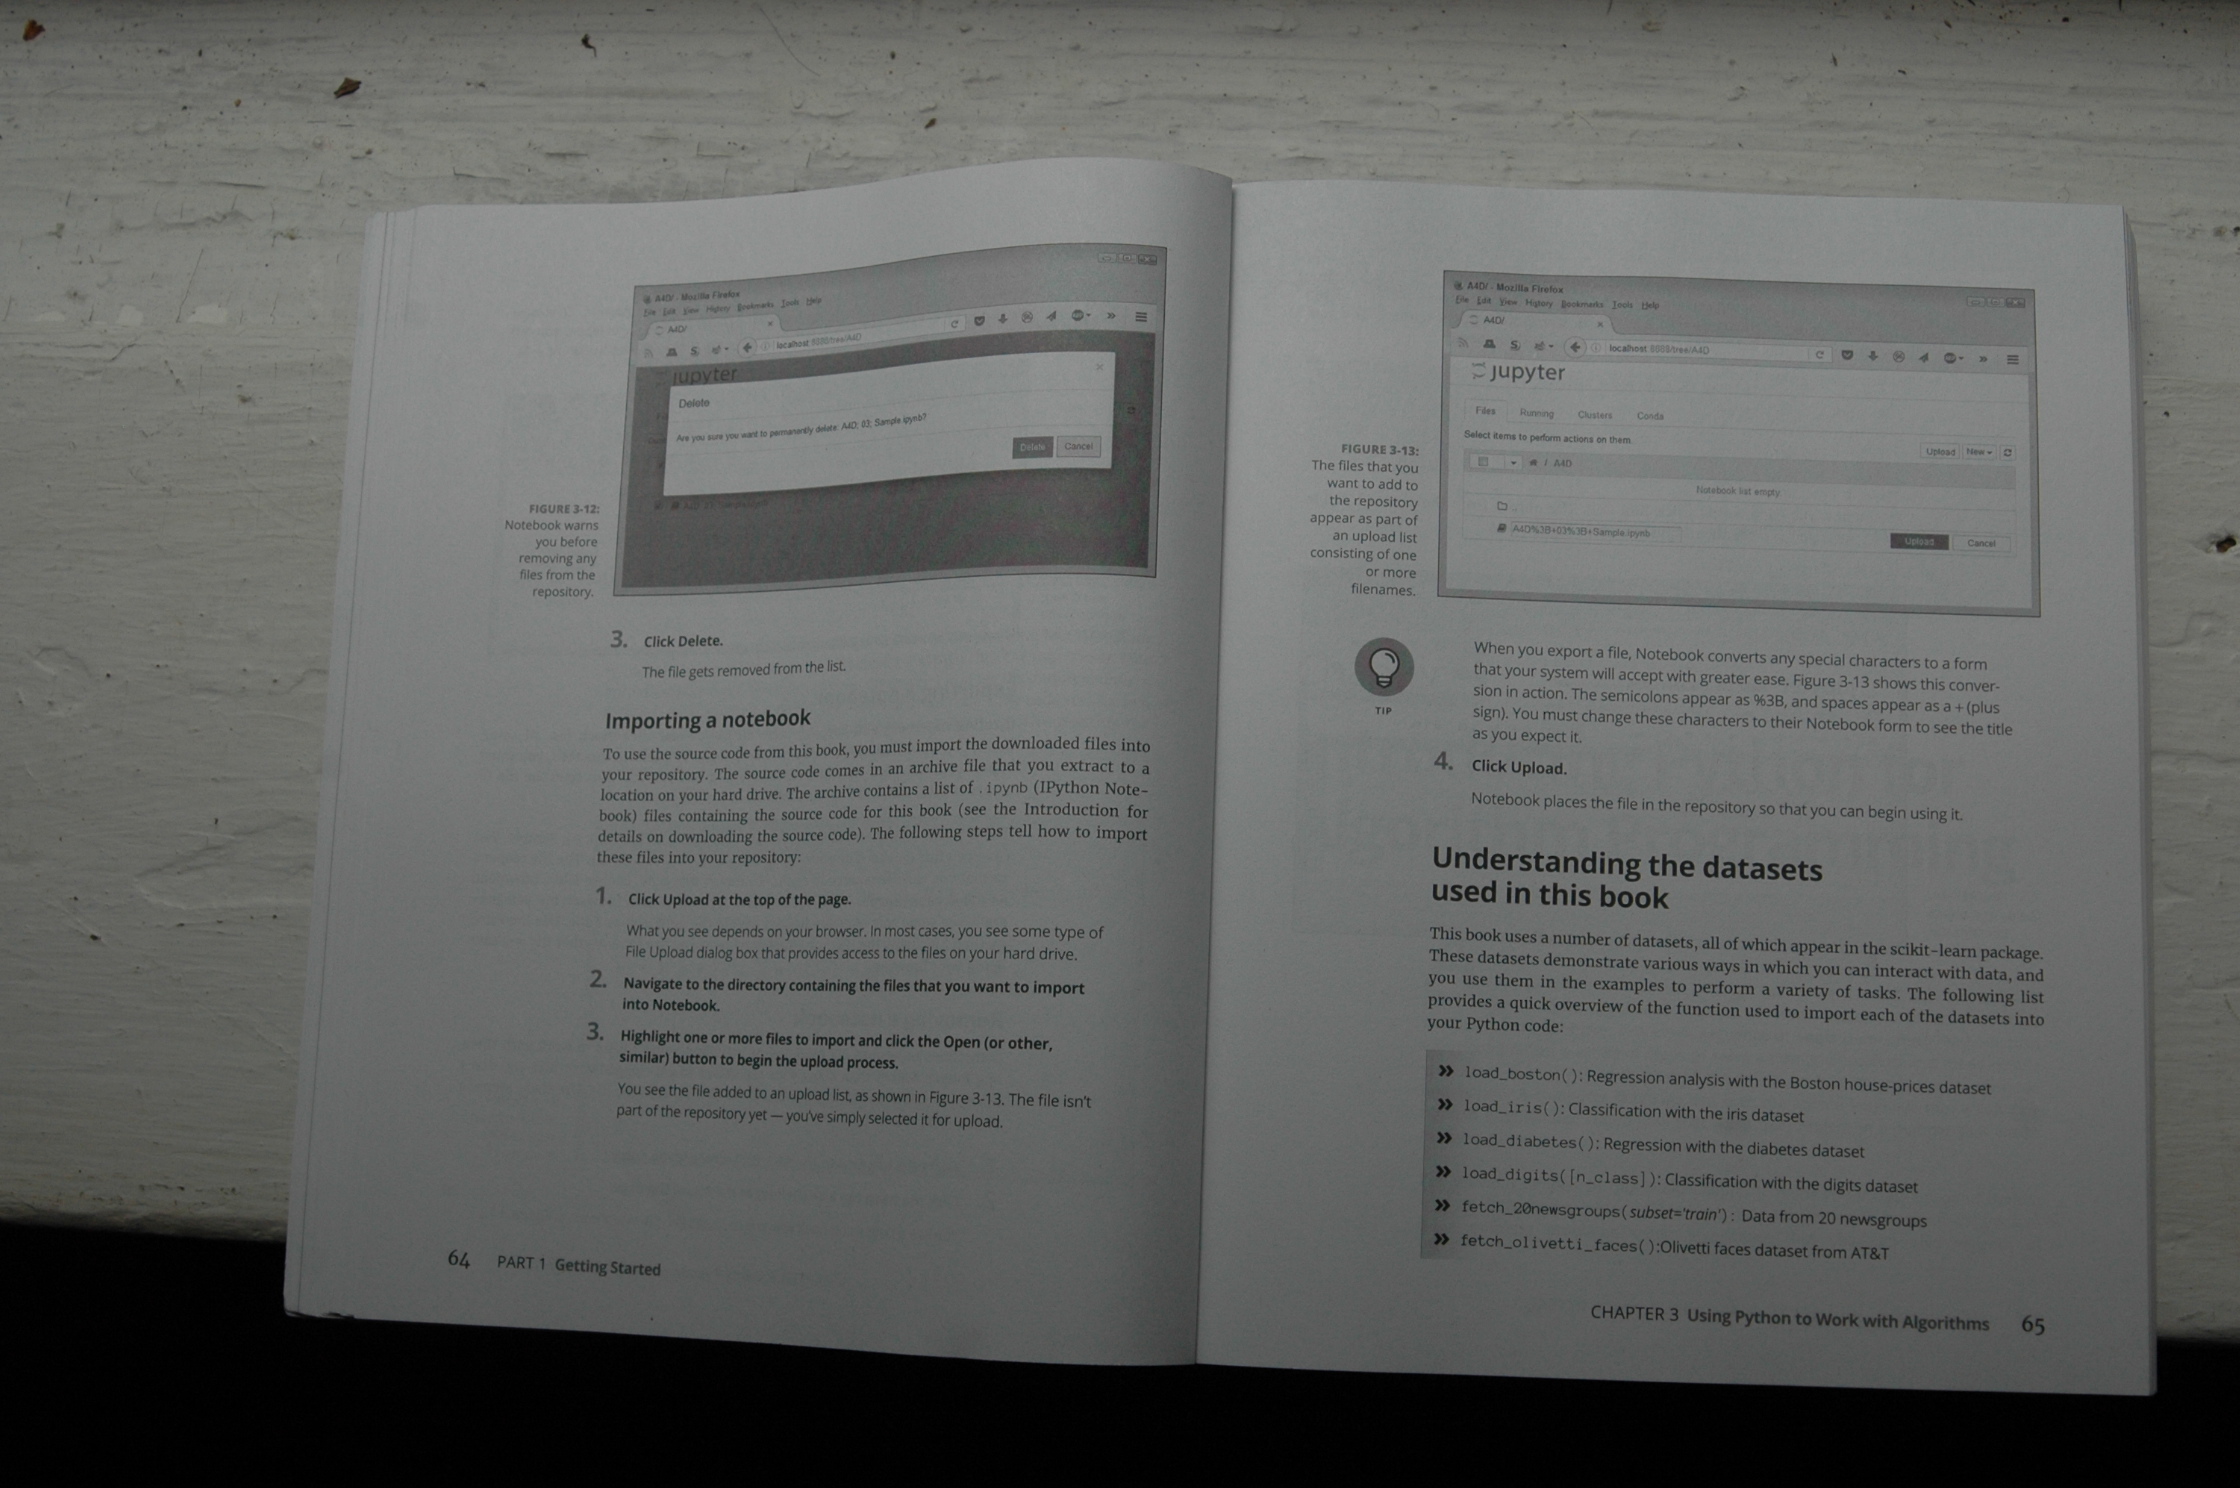 A4D/ - Mozilla Firefox
File Edit View History Bookmarks Tools Help
A4D/
localhost:8888/tree/A4D
jupyter
Delete
Are you sure you want to permanently delete: A4D; 03; Sample.ipynb?
Delete Cancel
FIGURE 3-12:
Notebook warns
you before
removing any
files from the
repository.
3. Click Delete.
The file gets removed from the list.
Importing a notebook
To use the source code from this book, you must import the downloaded files into
your repository. The source code comes in an archive file that you extract to a
location on your hard drive. The archive contains a list of .ipynb (IPython Note-
book) files containing the source code for this book (see the Introduction for
details on downloading the source code). The following steps tell how to import
these files into your repository:
1. Click Upload at the top of the page.
What you see depends on your browser. In most cases, you see some type of
File Upload dialog box that provides access to the files on your hard drive.
2. Navigate to the directory containing the files that you want to import
into Notebook.
3. Highlight one or more files to import and click the Open (or other,
similar) button to begin the upload process.
You see the file added to an upload list, as shown in Figure 3-13. The file isn't
part of the repository yet — you've simply selected it for upload.
64 PART 1 Getting Started
A4D/ - Mozilla Firefox
File Edit View History Bookmarks Tools Help
A4D/
localhost:8888/tree/A4D
jupyter
Files Running Clusters Conda
Select items to perform actions on them.
Upload New
/ A4D
Notebook list empty.
..
A4D%3B+03%3B+Sample.ipynb
Upload Cancel
FIGURE 3-13:
The files that you
want to add to
the repository
appear as part of
an upload list
consisting of one
or more
filenames.
TIP
When you export a file, Notebook converts any special characters to a form
that your system will accept with greater ease. Figure 3-13 shows this conver-
sion in action. The semicolons appear as %3B, and spaces appear as a + (plus
sign). You must change these characters to their Notebook form to see the title
as you expect it.
4. Click Upload.
Notebook places the file in the repository so that you can begin using it.
Understanding the datasets
used in this book
This book uses a number of datasets, all of which appear in the scikit-learn package.
These datasets demonstrate various ways in which you can interact with data, and
you use them in the examples to perform a variety of tasks. The following list
provides a quick overview of the function used to import each of the datasets into
your Python code:
» load_boston(): Regression analysis with the Boston house-prices dataset
» load_iris(): Classification with the iris dataset
» load_diabetes(): Regression with the diabetes dataset
» load_digits([n_class]): Classification with the digits dataset
» fetch_20newsgroups(subset='train'): Data from 20 newsgroups
» fetch_olivetti_faces():Olivetti faces dataset from AT&T
CHAPTER 3 Using Python to Work with Algorithms 65